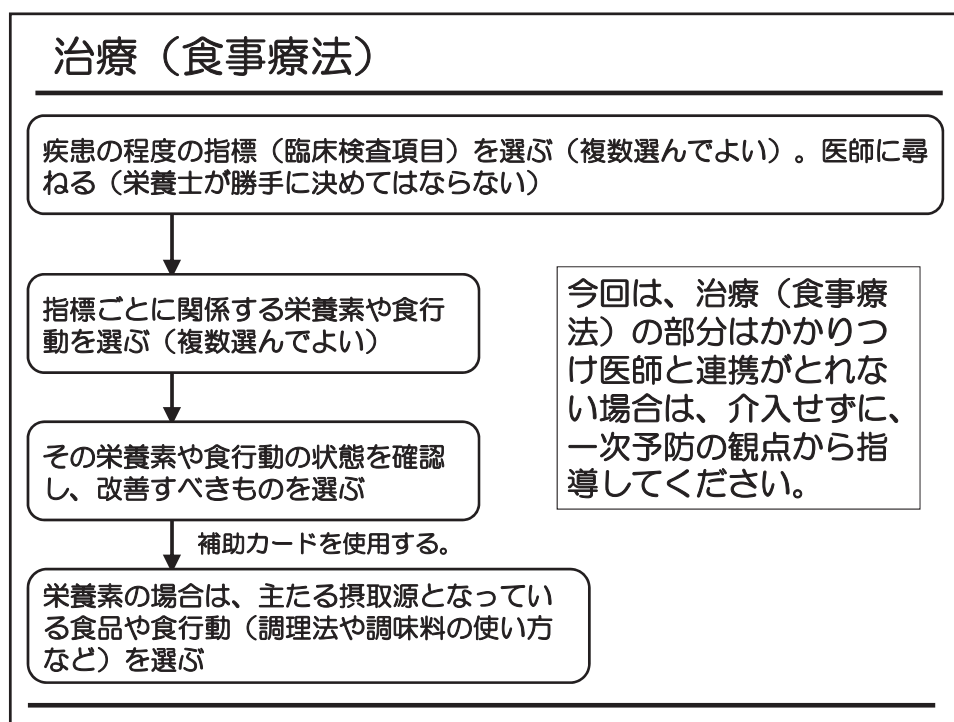 治療（食事療法）
疾患の程度の指標（臨床検査項目）を選ぶ（複数選んでよい）。医師に尋
ねる（栄養士が勝手に決めてはならない）
指標ごとに関係する栄養素や食行
動を選ぶ（複数選んでよい）
今回は、治療（食事療
法）の部分はかかりつ
け医師と連携がとれな
い場合は、介入せずに、
一次予防の観点から指
導してください。
その栄養素や食行動の状態を確認
し、改善すべきものを選ぶ
補助カードを使用する。
栄養素の場合は、主たる摂取源となってい
る食品や食行動（調理法や調味料の使い方
など）を選ぶ